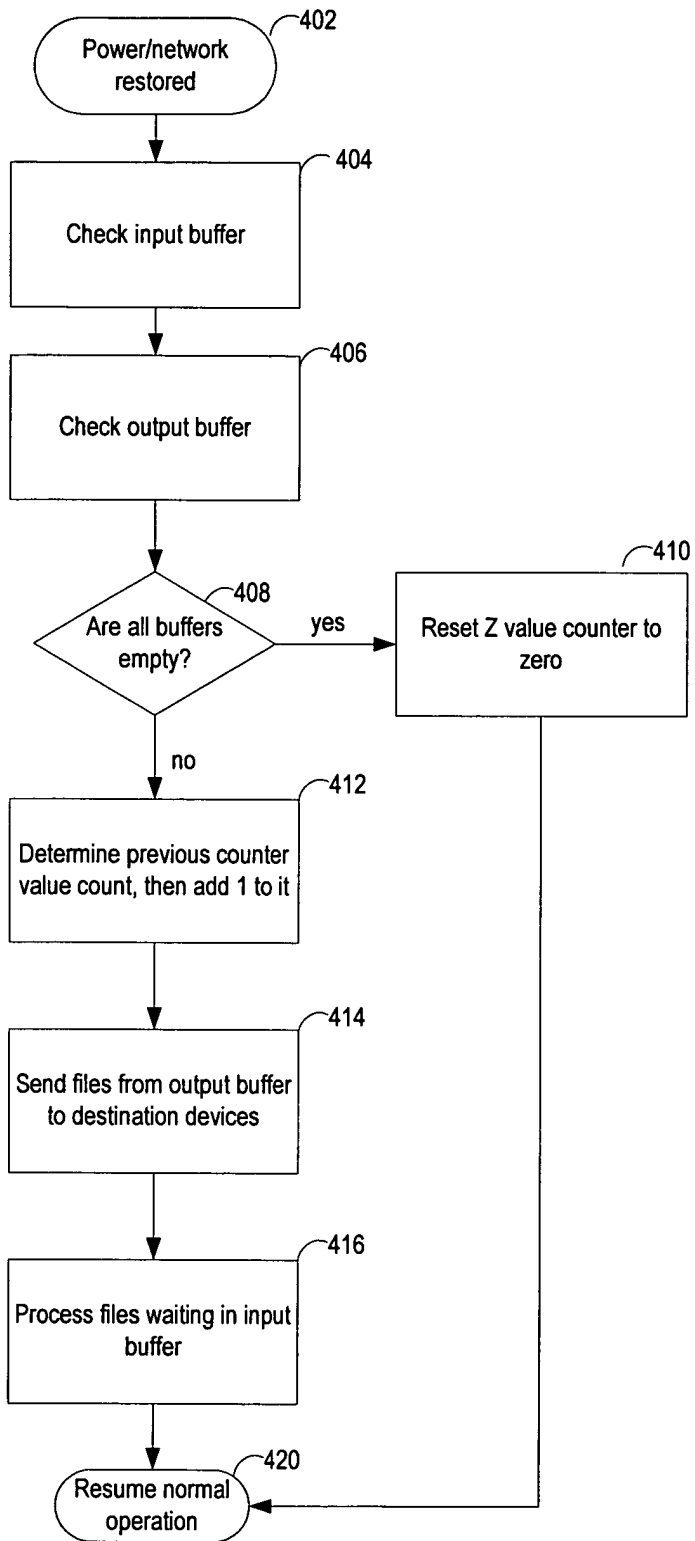 402
Power/network
restored
404
Check input buffer
406
Check output buffer
408
Are all buffers
empty?
yes
410
Reset Z value counter to
zero
no
412
Determine previous counter
value count, then add 1 to it
414
Send files from output buffer
to destination devices
416
Process files waiting in input
buffer
420
Resume normal
operation